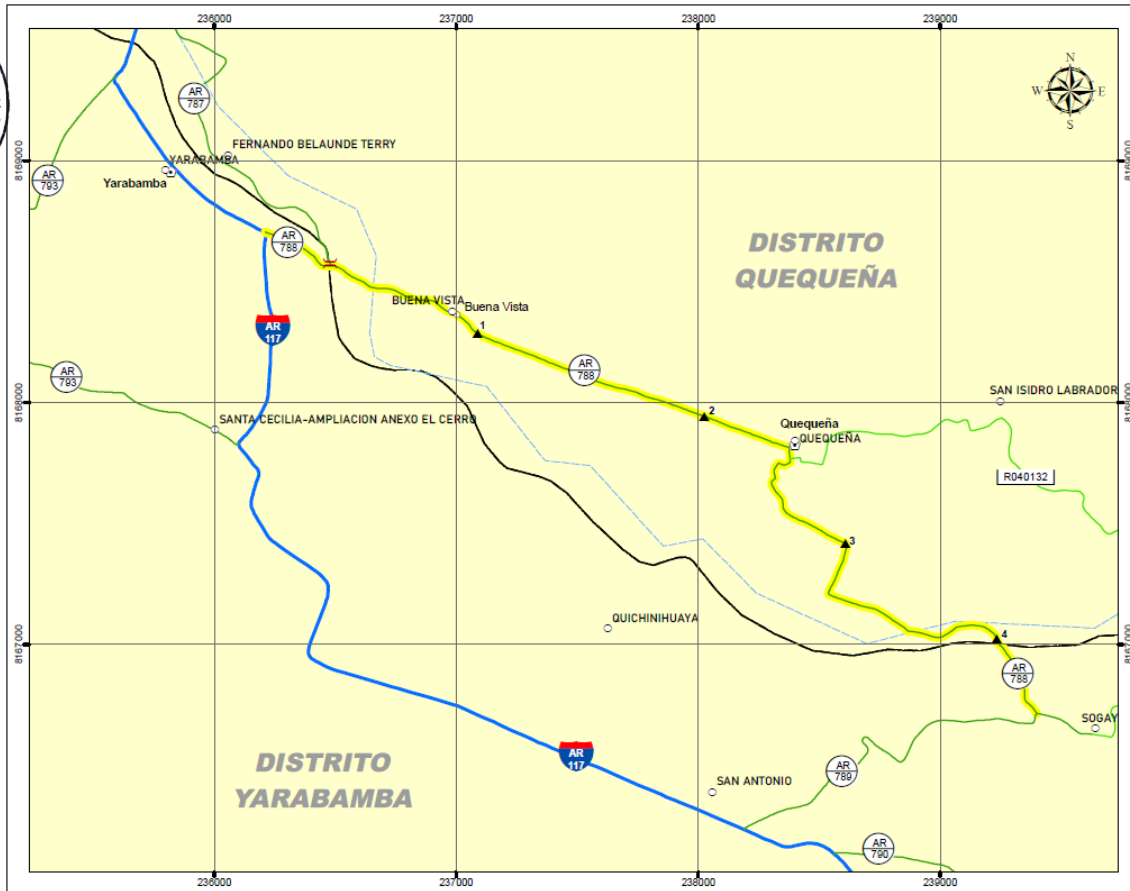 236000
237000
238000
239000
N
W
E
S
AR
787
FERNANDO BELAUNDE TERRY
8169000
YARABAMBA
8169000
AR
793
Yarabamba
AR
788
DISTRITO
QUEQUEÑA
BUENA VISTA
Buena Vista
AR
117
1
AR
788
AR
793
SAN ISIDRO LABRADOR
8168000
2
8168000
SANTA CECILIA-AMPLIACION ANEXO EL CERRO
Quequeña
QUEQUEÑA
R040132
3
QUICHINIHUAYA
4
8167000
8167000
AR
788
SOGAY
AR
117
DISTRITO
YARABAMBA
AR
789
SAN ANTONIO
AR
790
236000
237000
238000
239000